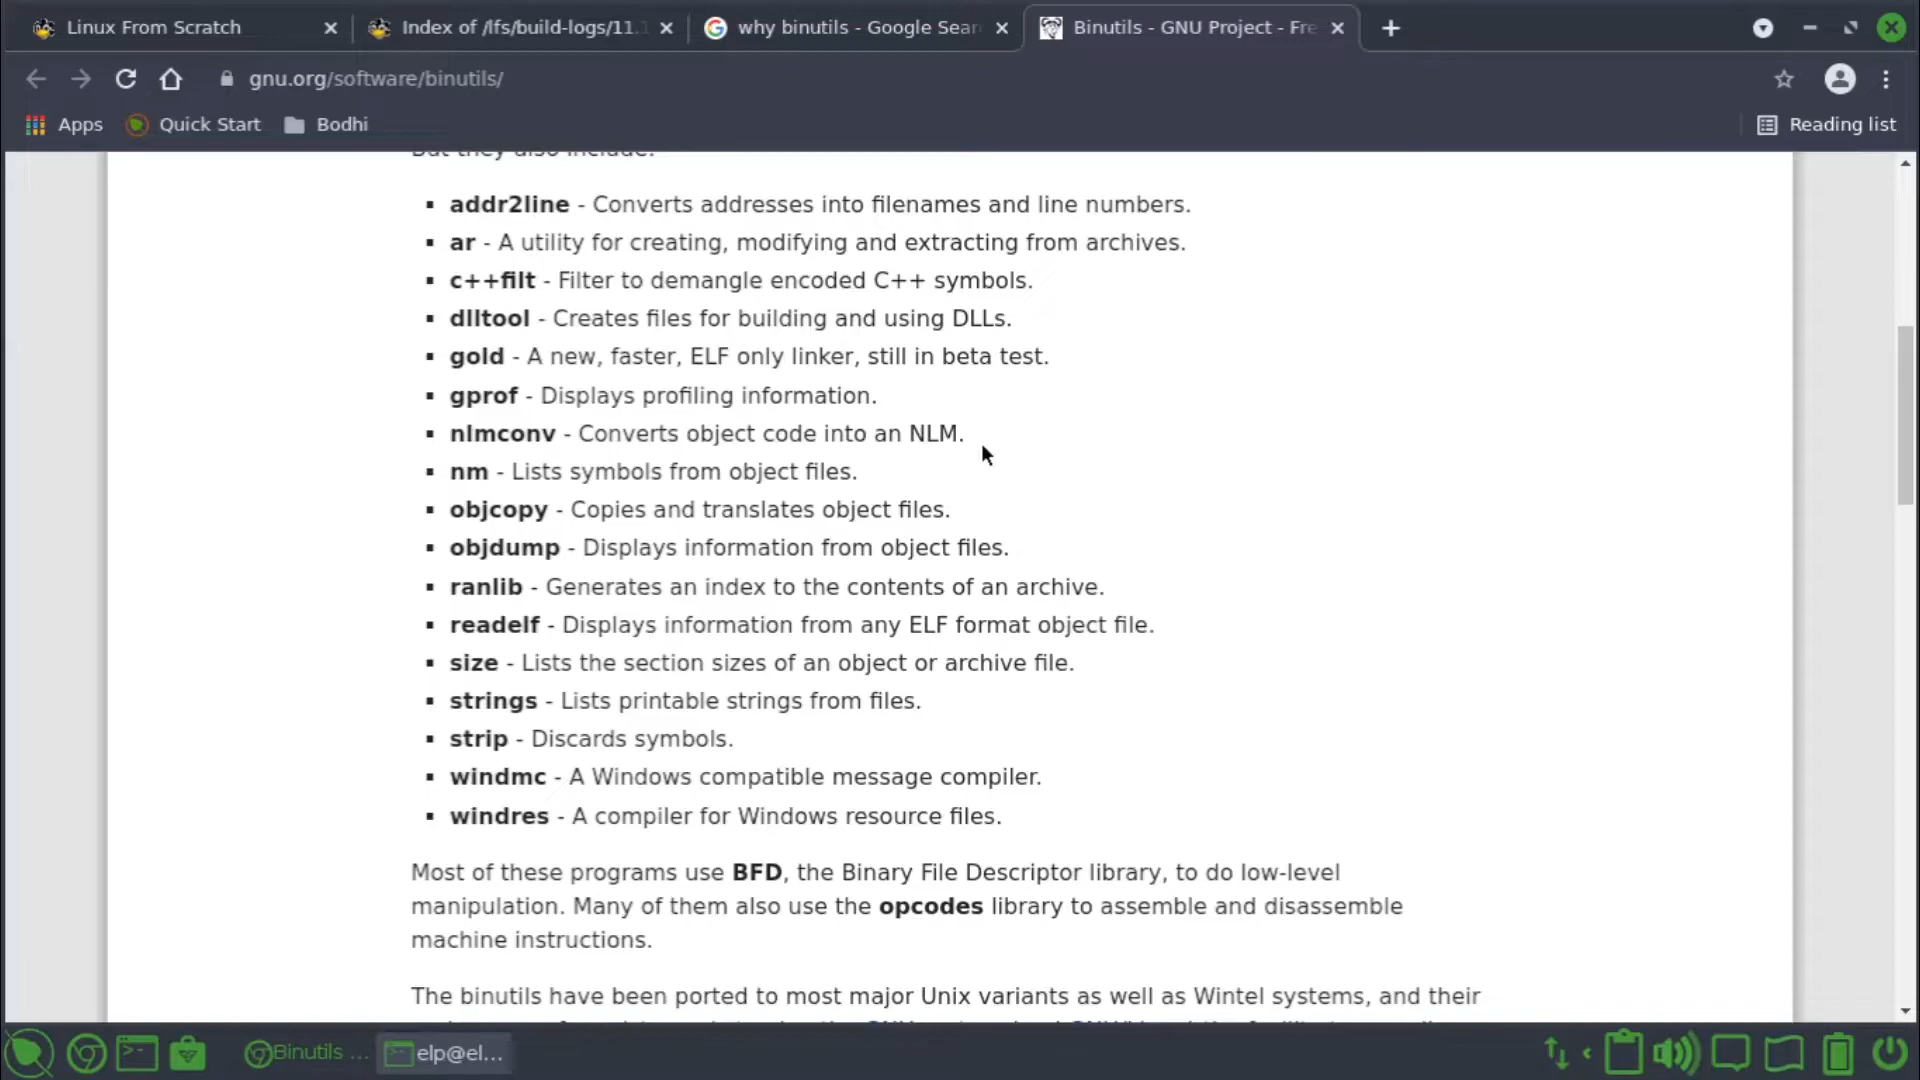 Linux From Scratch
Index of /lfs/build-logs/11.1
why binutils - Google Sear
Binutils - GNU Project - Fre
gnu.org/software/binutils/
Apps
Quick Start
Bodhi
Reading list
But they also include:
▪ addr2line - Converts addresses into filenames and line numbers.
▪ ar - A utility for creating, modifying and extracting from archives.
▪ c++filt - Filter to demangle encoded C++ symbols.
▪ dlltool - Creates files for building and using DLLs.
▪ gold - A new, faster, ELF only linker, still in beta test.
▪ gprof - Displays profiling information.
▪ nlmconv - Converts object code into an NLM.
▪ nm - Lists symbols from object files.
▪ objcopy - Copies and translates object files.
▪ objdump - Displays information from object files.
▪ ranlib - Generates an index to the contents of an archive.
▪ readelf - Displays information from any ELF format object file.
▪ size - Lists the section sizes of an object or archive file.
▪ strings - Lists printable strings from files.
▪ strip - Discards symbols.
▪ windmc - A Windows compatible message compiler.
▪ windres - A compiler for Windows resource files.
Most of these programs use BFD, the Binary File Descriptor library, to do low-level
manipulation. Many of them also use the opcodes library to assemble and disassemble
machine instructions.
The binutils have been ported to most major Unix variants as well as Wintel systems, and their
Binutils ...
elp@el...